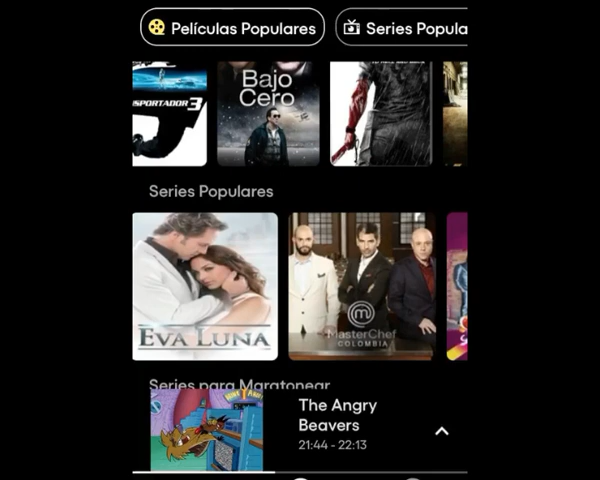 Películas Populares
Series Popula
SPORTADOR 3
Bajo
Cero
Series Populares
EVA LUNA
MasterChef
COLOMBIA
Series para Maratonear
The Angry
Beavers
21:44 - 22:13